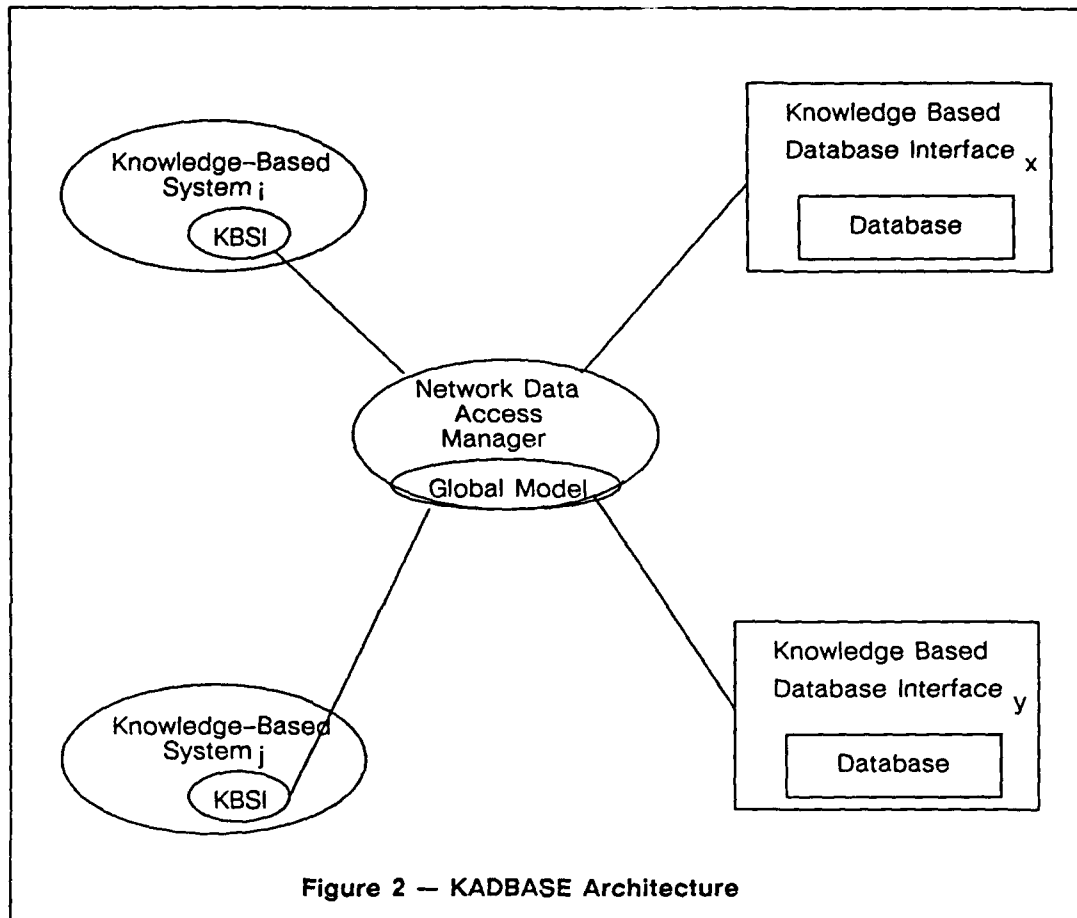 Knowledge-Based
System i
KBSI
Knowledge Based
Database Interface x
Database
Network Data
Access
Manager
Global Model
Knowledge-Based
System j
KBSI
Knowledge Based
Database Interface y
Database
Figure 2 — KADBASE Architecture